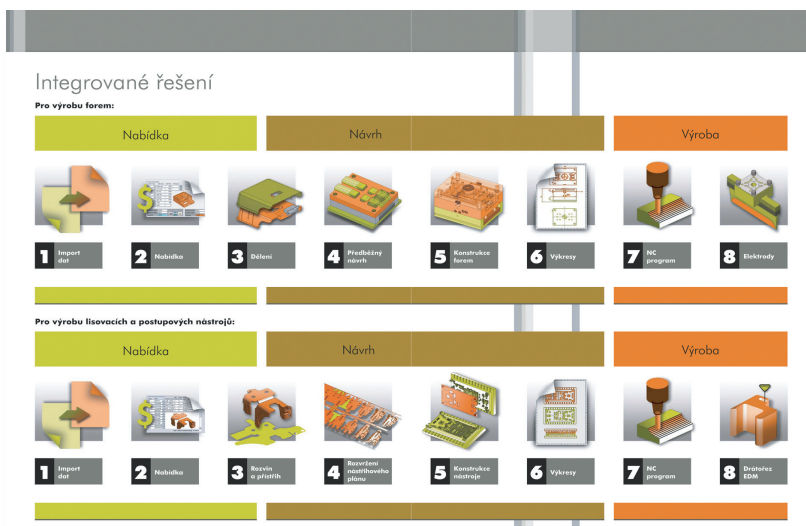 Integrované řešení
Pro výrobu forem:
Nabídka Návrh Výroba
1 Import dat
2 Nabídka
3 Dělení
4 Předběžný návrh
5 Konstrukce forem
6 Výkresy
7 NC program
8 Elektrody
Pro výrobu lisovacích a postupových nástrojů:
Nabídka Návrh Výroba
1 Import dat
2 Nabídka
3 Rozvin a přístřih
4 Rozvržení nástřihového plánu
5 Konstrukce nástroje
6 Výkresy
7 NC program
8 Drátořez EDM